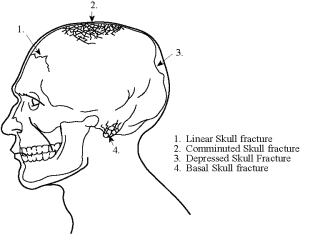 2.
1.
3.
4.
1. Linear Skull fracture
2. Comminuted Skull fracture
3. Depressed Skull Fracture
4. Basal Skull fracture